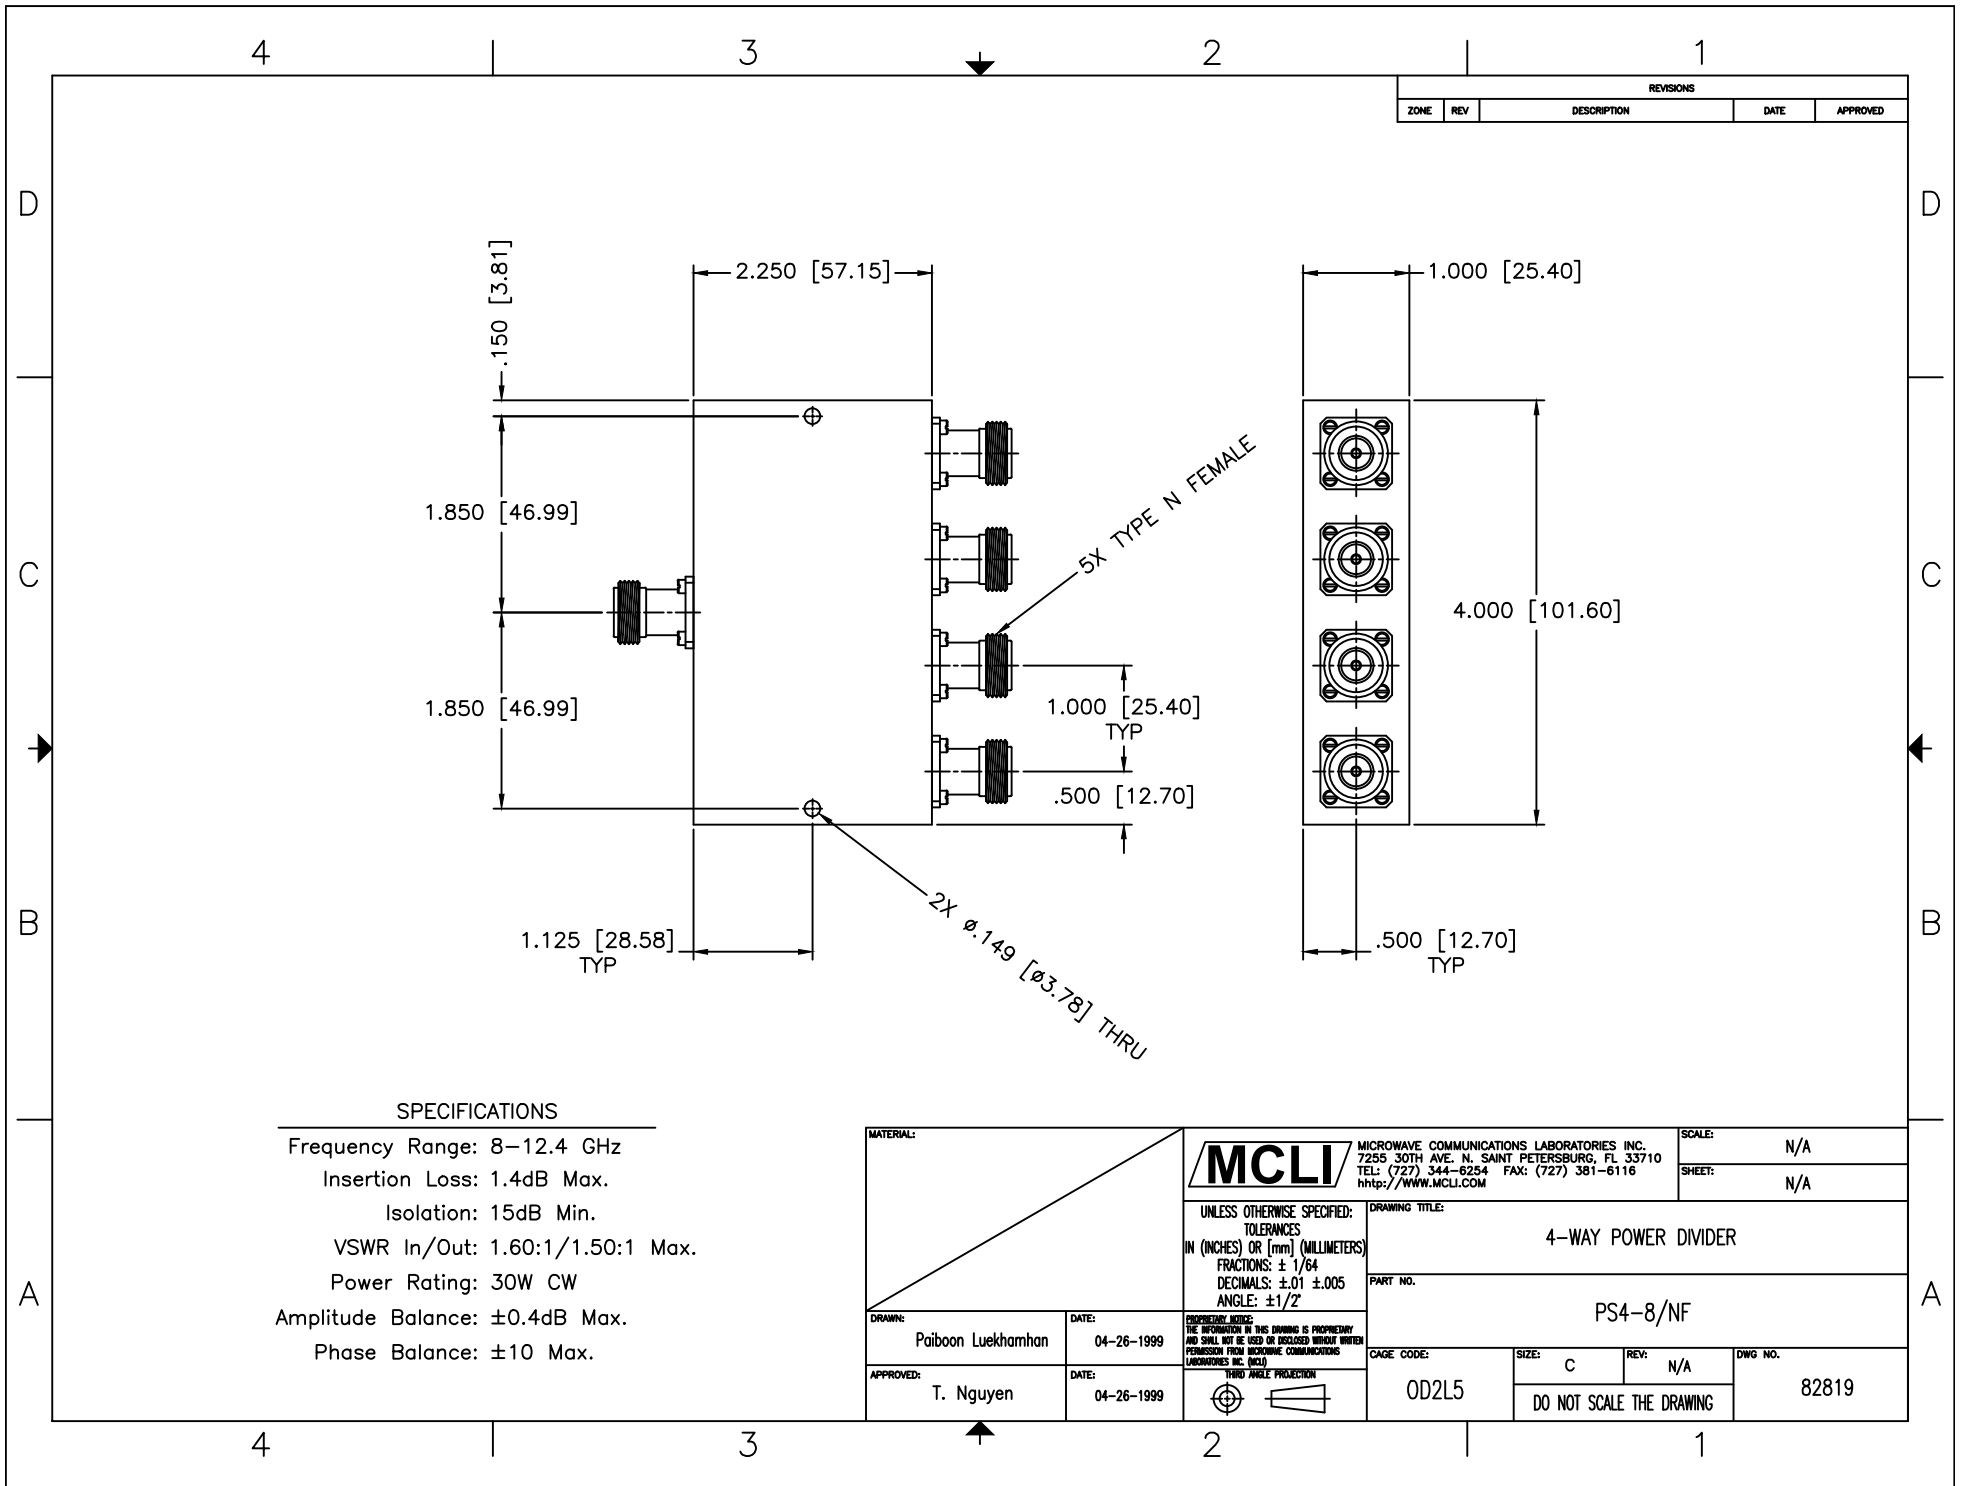 4 3 2 1
REVISIONS
ZONE REV DESCRIPTION DATE APPROVED
D D
.150 [3.81]
2.250 [57.15]
1.000 [25.40]
1.850 [46.99]
5X TYPE N FEMALE
C C
4.000 [101.60]
1.850 [46.99]
1.000 [25.40]
TYP
.500 [12.70]
B B
1.125 [28.58]
TYP
2X ø.149 [ø3.78] THRU
.500 [12.70]
TYP
SPECIFICATIONS
Frequency Range: 8-12.4 GHz
Insertion Loss: 1.4dB Max.
Isolation: 15dB Min.
VSWR In/Out: 1.60:1/1.50:1 Max.
Power Rating: 30W CW
Amplitude Balance: ±0.4dB Max.
Phase Balance: ±10 Max.
A A
MATERIAL:
MCLI
MICROWAVE COMMUNICATIONS LABORATORIES INC.
7255 30TH AVE. N. SAINT PETERSBURG, FL 33710
TEL: (727) 344-6254 FAX: (727) 381-6116
hhtp://WWW.MCLI.COM
SCALE:
N/A
SHEET:
N/A
UNLESS OTHERWISE SPECIFIED:
TOLERANCES
IN (INCHES) OR [mm] (MILLIMETERS)
FRACTIONS: ± 1/64
DECIMALS: ±.01 ±.005
ANGLE: ±1/2°
DRAWING TITLE:
4-WAY POWER DIVIDER
PART NO.
PS4-8/NF
DRAWN:
Paiboon Luekhamhan
DATE:
04-26-1999
PROPRIETARY NOTICE:
THE INFORMATION IN THIS DRAWING IS PROPRIETARY
AND SHALL NOT BE USED OR DISCLOSED WITHOUT WRITTEN
PERMISSION FROM MICROWAVE COMMUNICATIONS
LABORATORIES INC. (MCLI)
APPROVED:
T. Nguyen
DATE:
04-26-1999
THIRD ANGLE PROJECTION
CAGE CODE:
OD2L5
SIZE:
C
REV:
N/A
DO NOT SCALE THE DRAWING
DWG NO.
82819
4 3 2 1